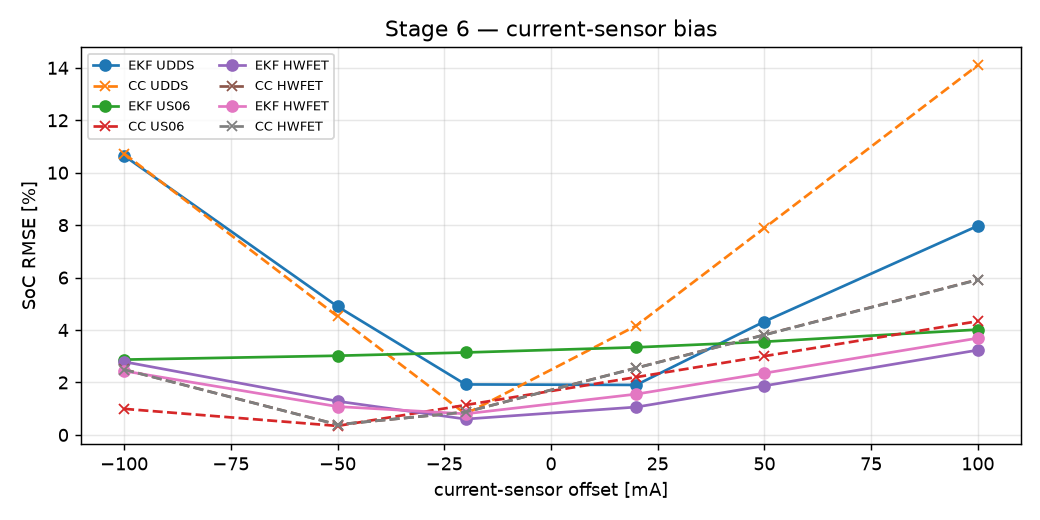 Stage 6 — current-sensor bias
EKF UDDS
CC UDDS
EKF US06
CC US06
EKF HWFET
CC HWFET
EKF HWFET
CC HWFET
SoC RMSE [%]
14
12
10
8
6
4
2
0
−100
−75
−50
−25
0
25
50
75
100
current-sensor offset [mA]